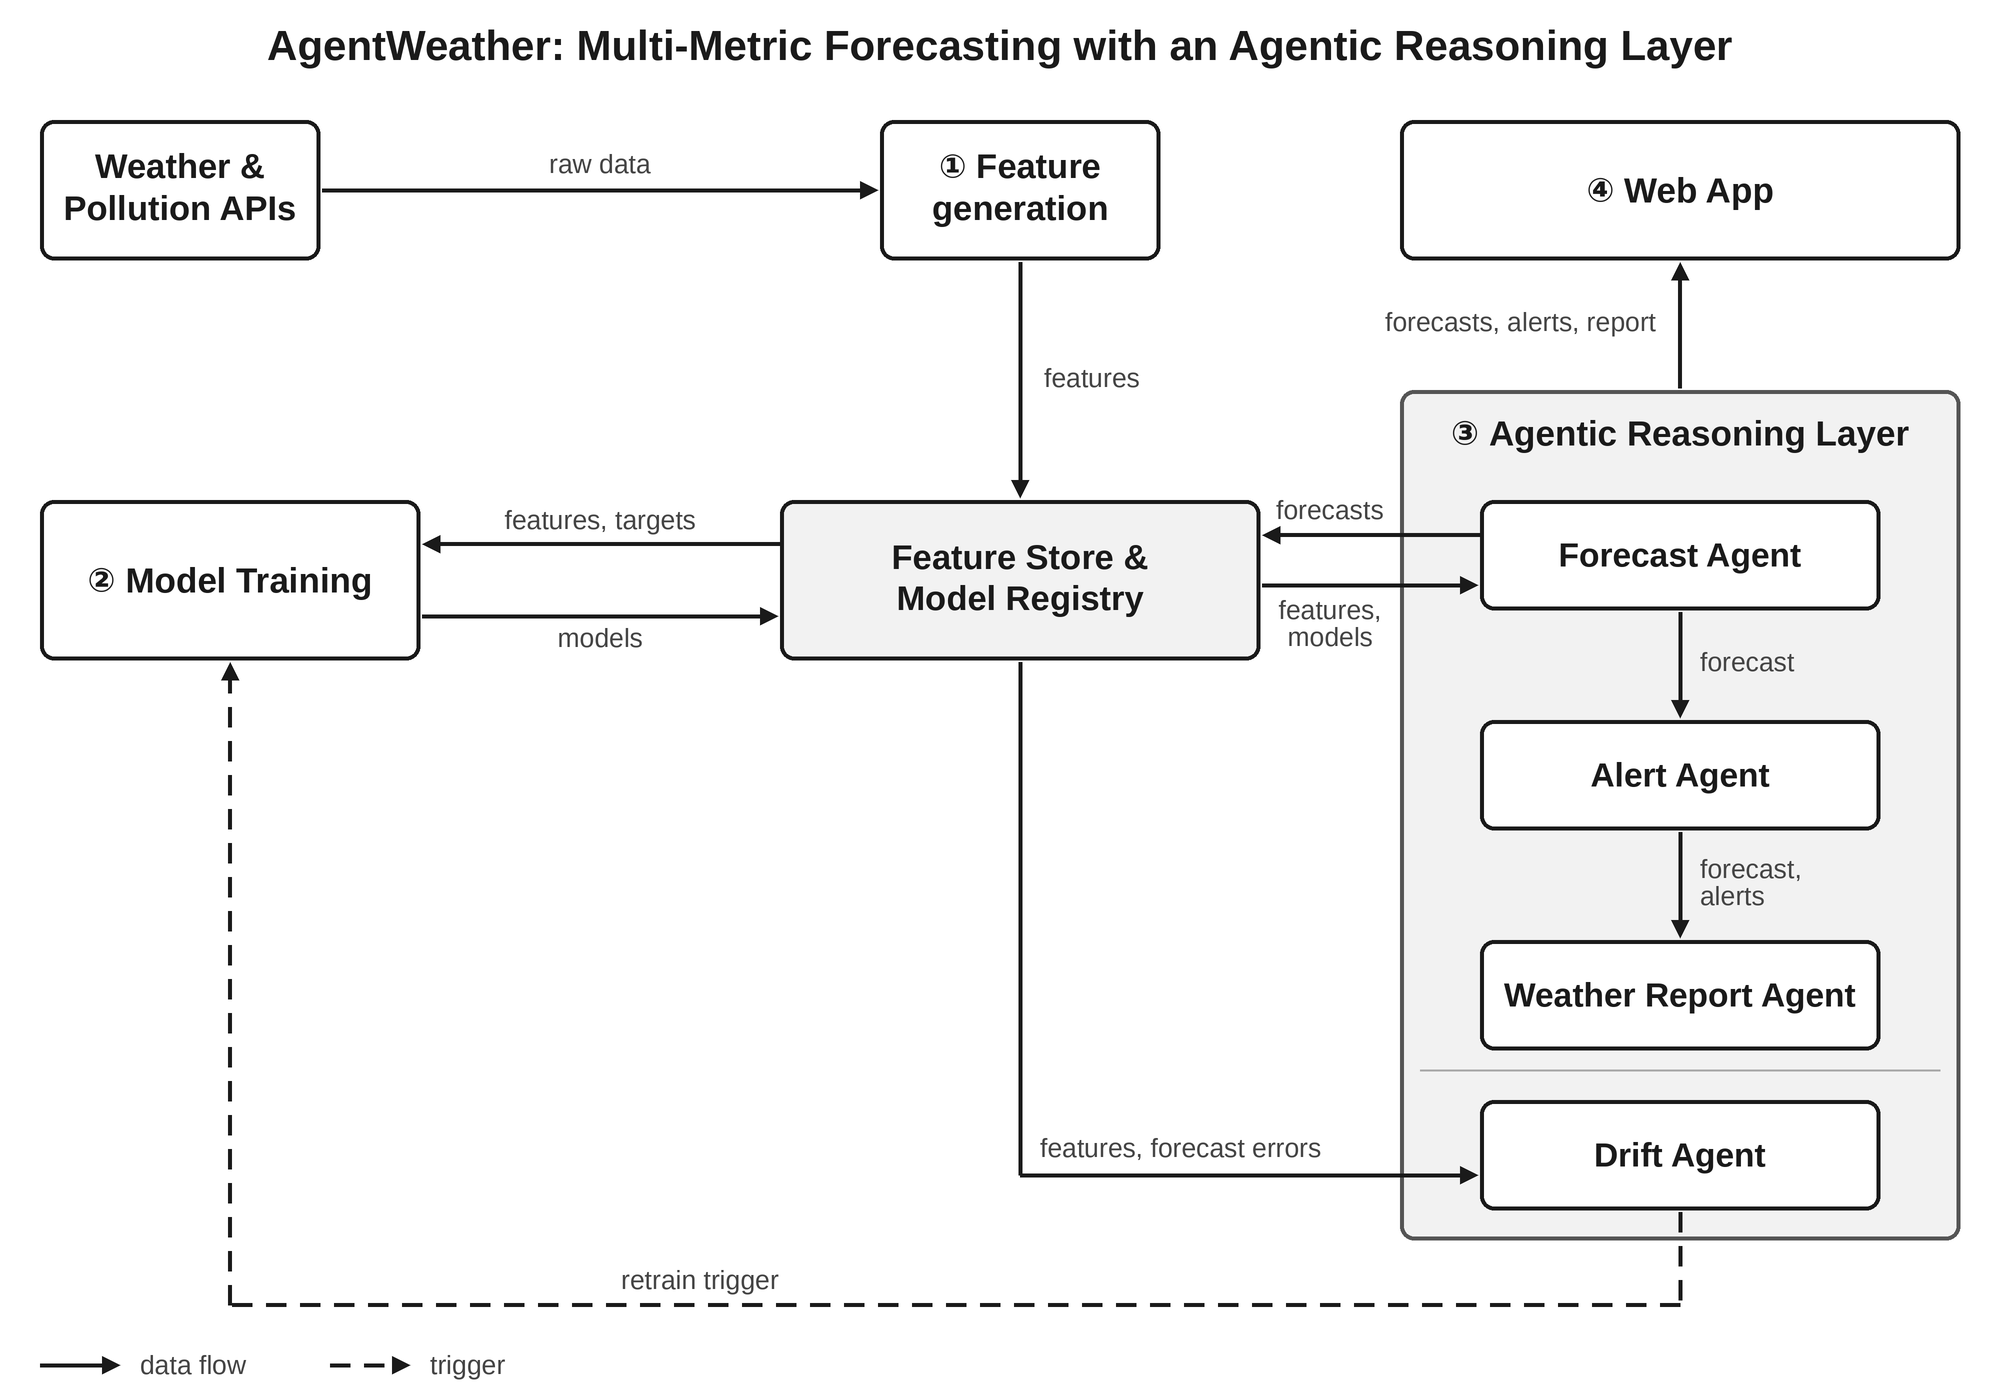 AgentWeather: Multi-Metric Forecasting with an Agentic Reasoning Layer
Weather &
Pollution APIs
raw data
① Feature
generation
④ Web App
forecasts, alerts, report
features
③ Agentic Reasoning Layer
② Model Training
features, targets
models
Feature Store &
Model Registry
forecasts
features,
models
Forecast Agent
forecast
Alert Agent
forecast,
alerts
Weather Report Agent
features, forecast errors
Drift Agent
retrain trigger
data flow
trigger